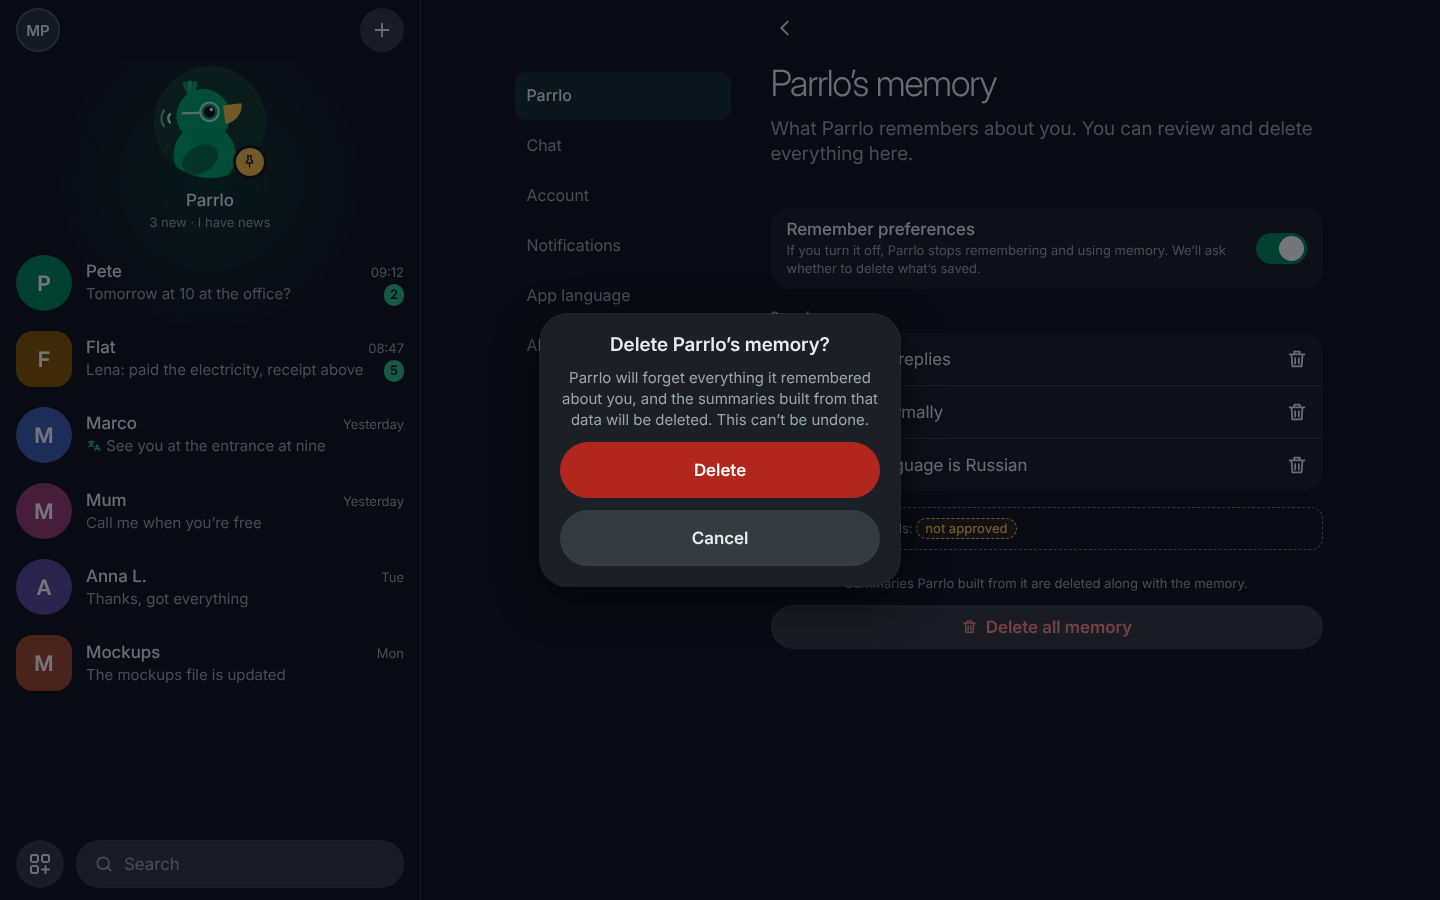 MP
Parrlo
3 new · I have news
P
Pete
09:12
Tomorrow at 10 at the office?
2
F
Flat
08:47
Lena: paid the electricity, receipt above
5
M
Marco
Yesterday
See you at the entrance at nine
M
Mum
Yesterday
Call me when you're free
A
Anna L.
Tue
Thanks, got everything
M
Mockups
Mon
The mockups file is updated
Search
Parrlo
Chat
Account
Notifications
App language
Parrlo's memory
What Parrlo remembers about you. You can review and delete
everything here.
Remember preferences
If you turn it off, Parrlo stops remembering and using memory. We'll ask
whether to delete what's saved.
replies
is Russian
not approved
Summaries Parrlo built from it are deleted along with the memory.
Delete all memory
Delete Parrlo's memory?
Parrlo will forget everything it remembered
about you, and the summaries built from that
data will be deleted. This can't be undone.
Delete
Cancel